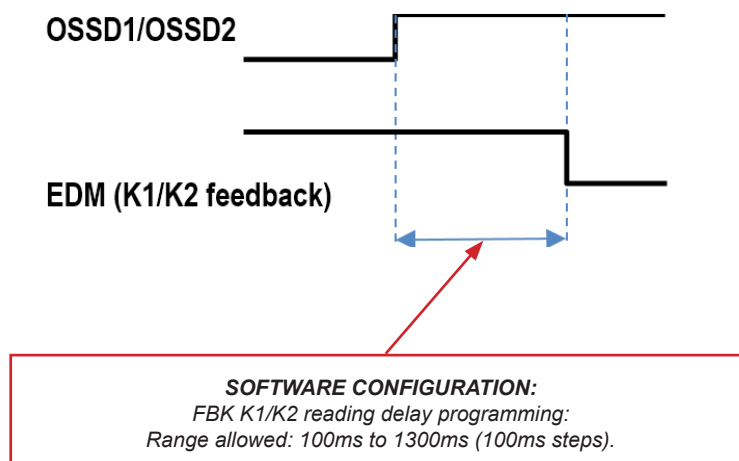 OSSD1/OSSD2
EDM (K1/K2 feedback)
SOFTWARE CONFIGURATION:
FBK K1/K2 reading delay programming:
Range allowed: 100ms to 1300ms (100ms steps).